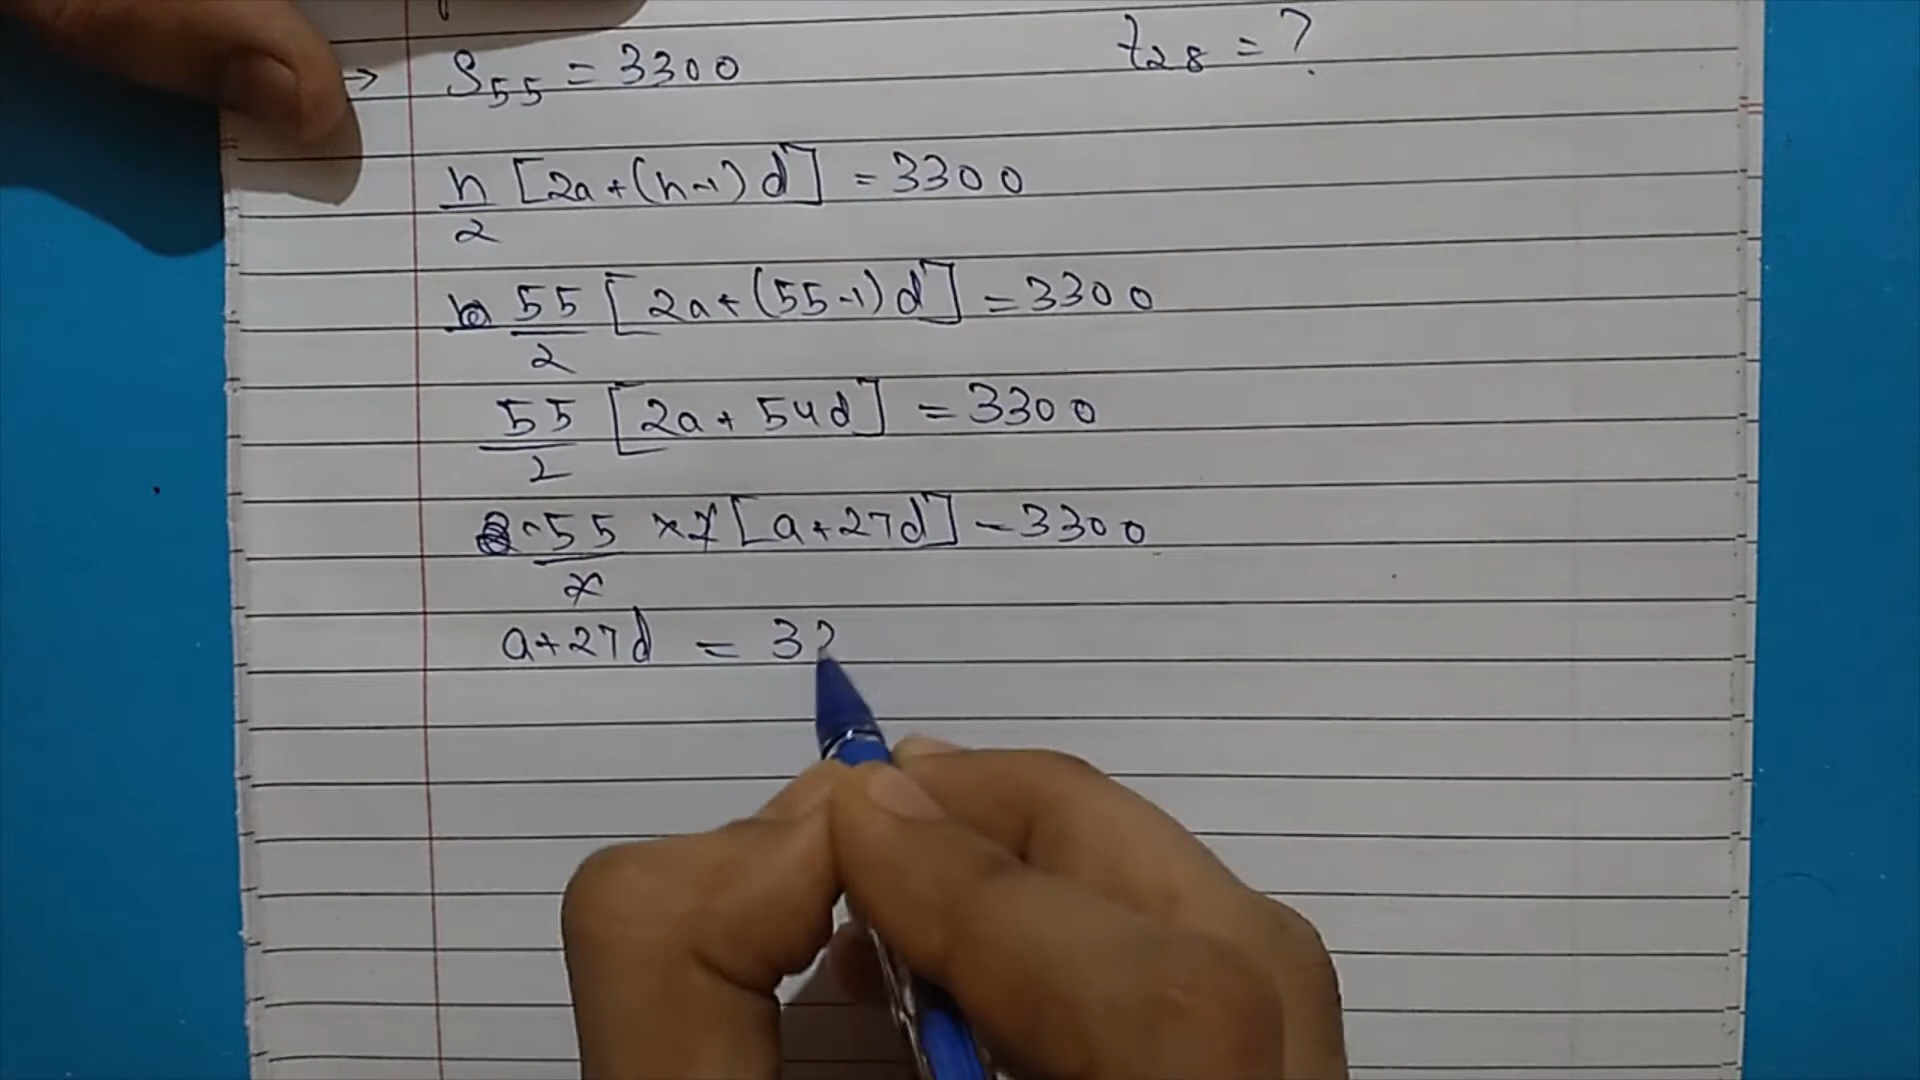 → S₅₅ = 3300 t₂₈ = ?
n/2 [2a+(n-1)d] = 3300
55/2 [2a+(55-1)d] = 3300
55/2 [2a+54d] = 3300
55/2 ×2 [a+27d] = 3300
a+27d = 33